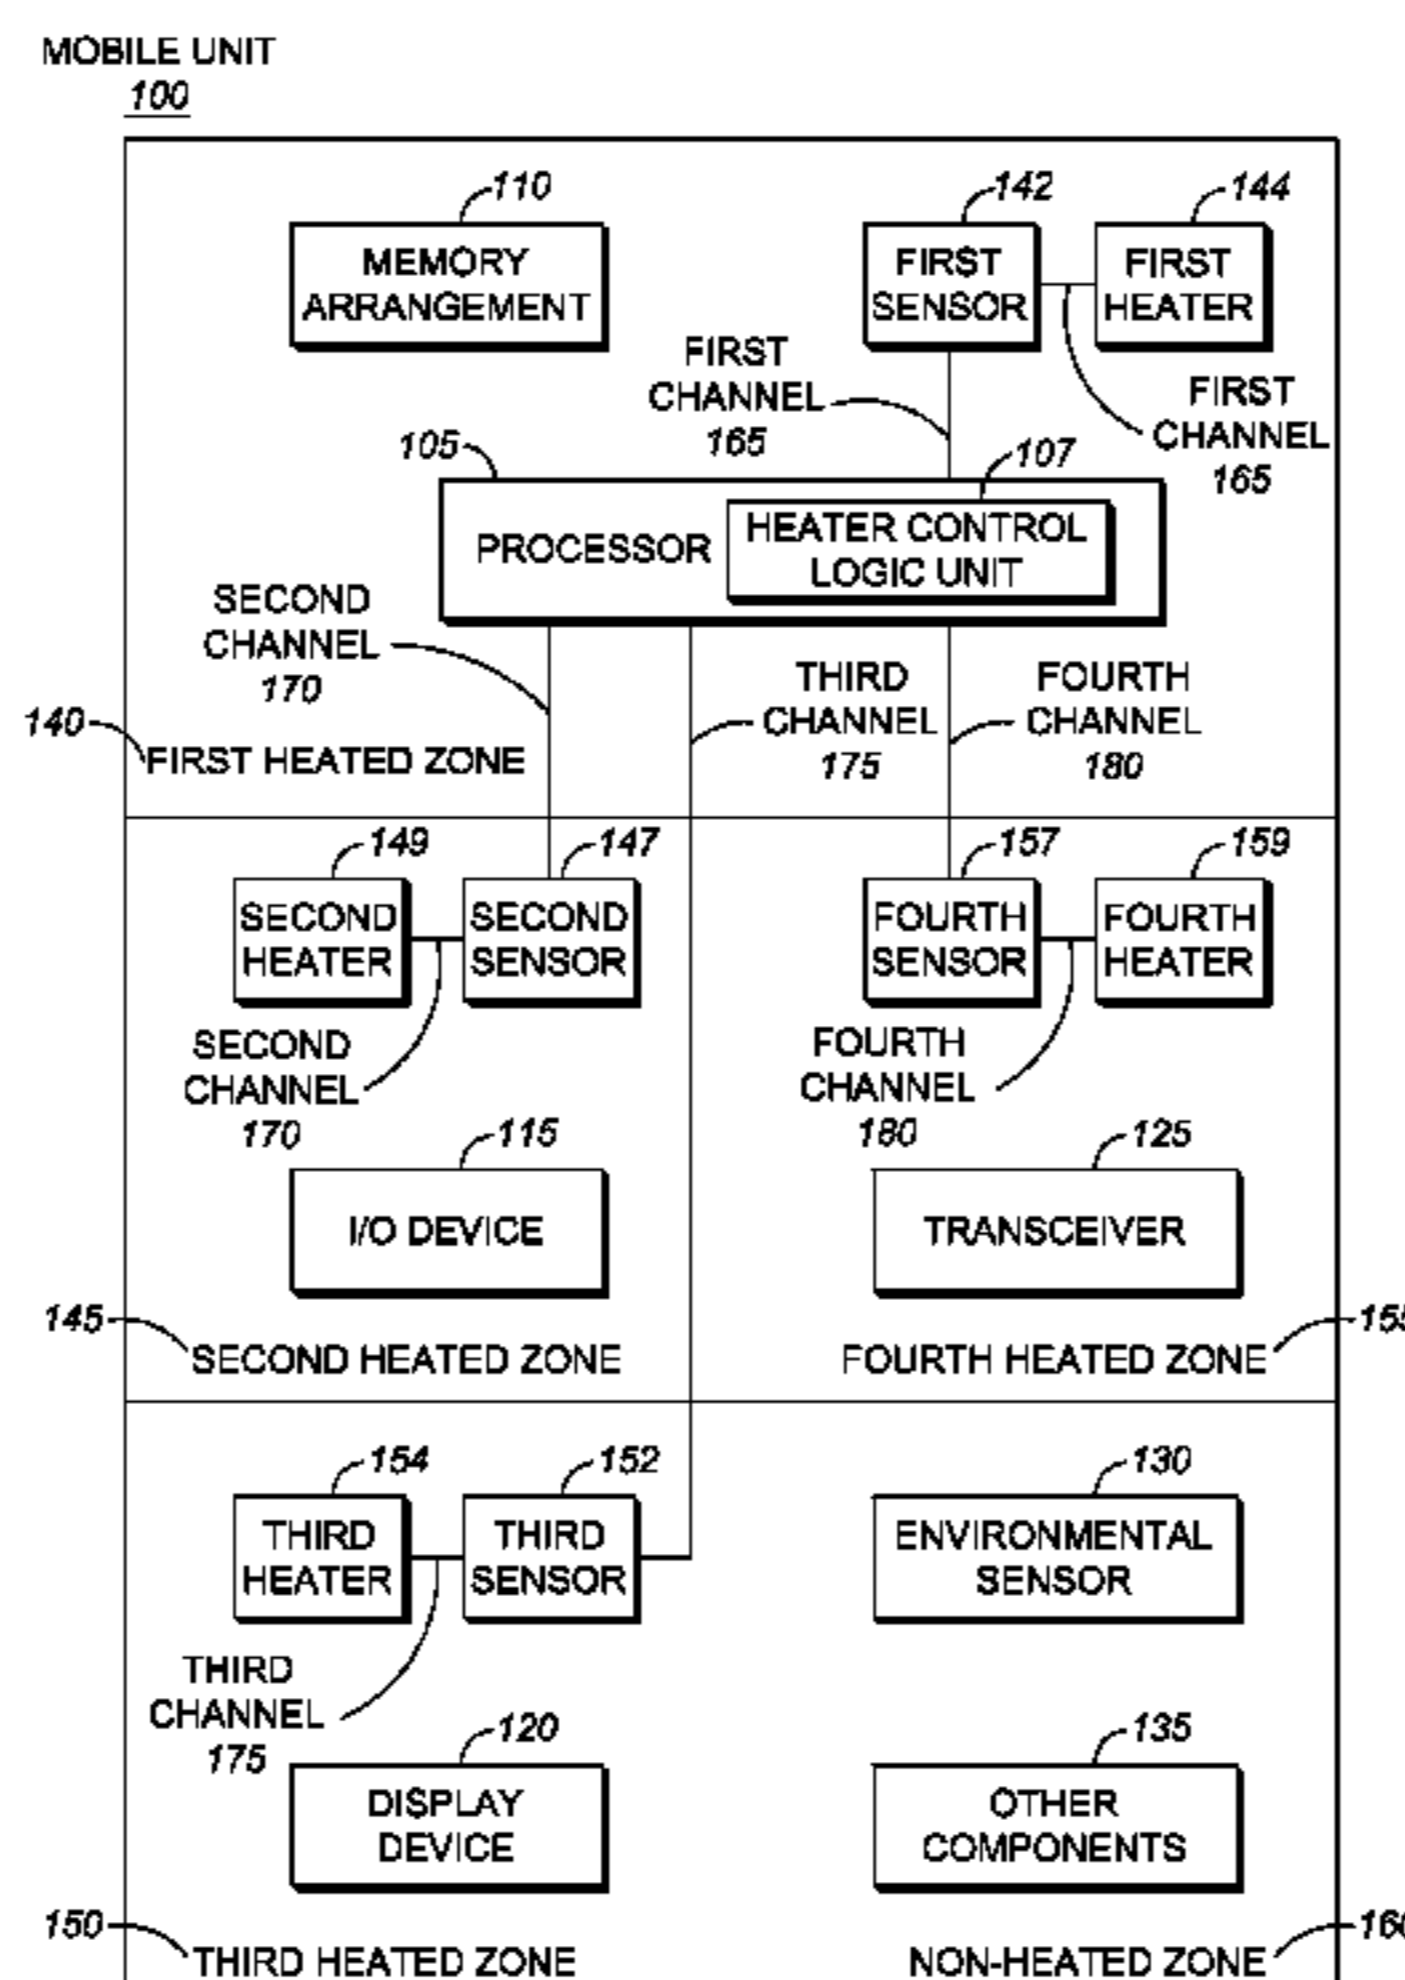 MOBILE UNIT
100
110
142
144
MEMORY
ARRANGEMENT
FIRST
SENSOR
FIRST
HEATER
FIRST
CHANNEL
165
FIRST
CHANNEL
165
105
107
PROCESSOR
HEATER CONTROL
LOGIC UNIT
SECOND
CHANNEL
170
THIRD
CHANNEL
175
FOURTH
CHANNEL
180
140
FIRST HEATED ZONE
149
147
157
159
SECOND
HEATER
SECOND
SENSOR
FOURTH
SENSOR
FOURTH
HEATER
SECOND
CHANNEL
170
FOURTH
CHANNEL
180
115
125
I/O DEVICE
TRANSCEIVER
145
155
SECOND HEATED ZONE
FOURTH HEATED ZONE
154
152
130
THIRD
HEATER
THIRD
SENSOR
ENVIRONMENTAL
SENSOR
THIRD
CHANNEL
175
120
135
DISPLAY
DEVICE
OTHER
COMPONENTS
150
160
THIRD HEATED ZONE
NON-HEATED ZONE